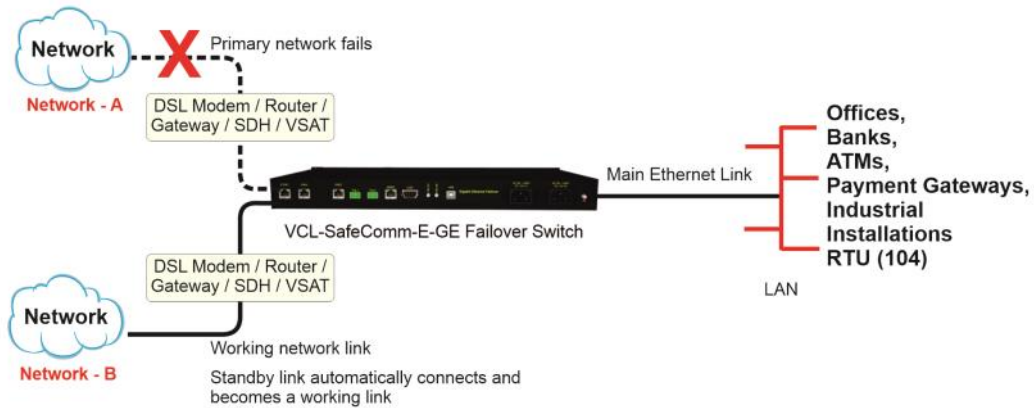 Network
Network - A
Primary network fails
DSL Modem / Router /
Gateway / SDH / VSAT
Main Ethernet Link
VCL-SafeComm-E-GE Failover Switch
Offices,
Banks,
ATMs,
Payment Gateways,
Industrial
Installations
RTU (104)
LAN
DSL Modem / Router /
Gateway / SDH / VSAT
Network
Network - B
Working network link
Standby link automatically connects and
becomes a working link